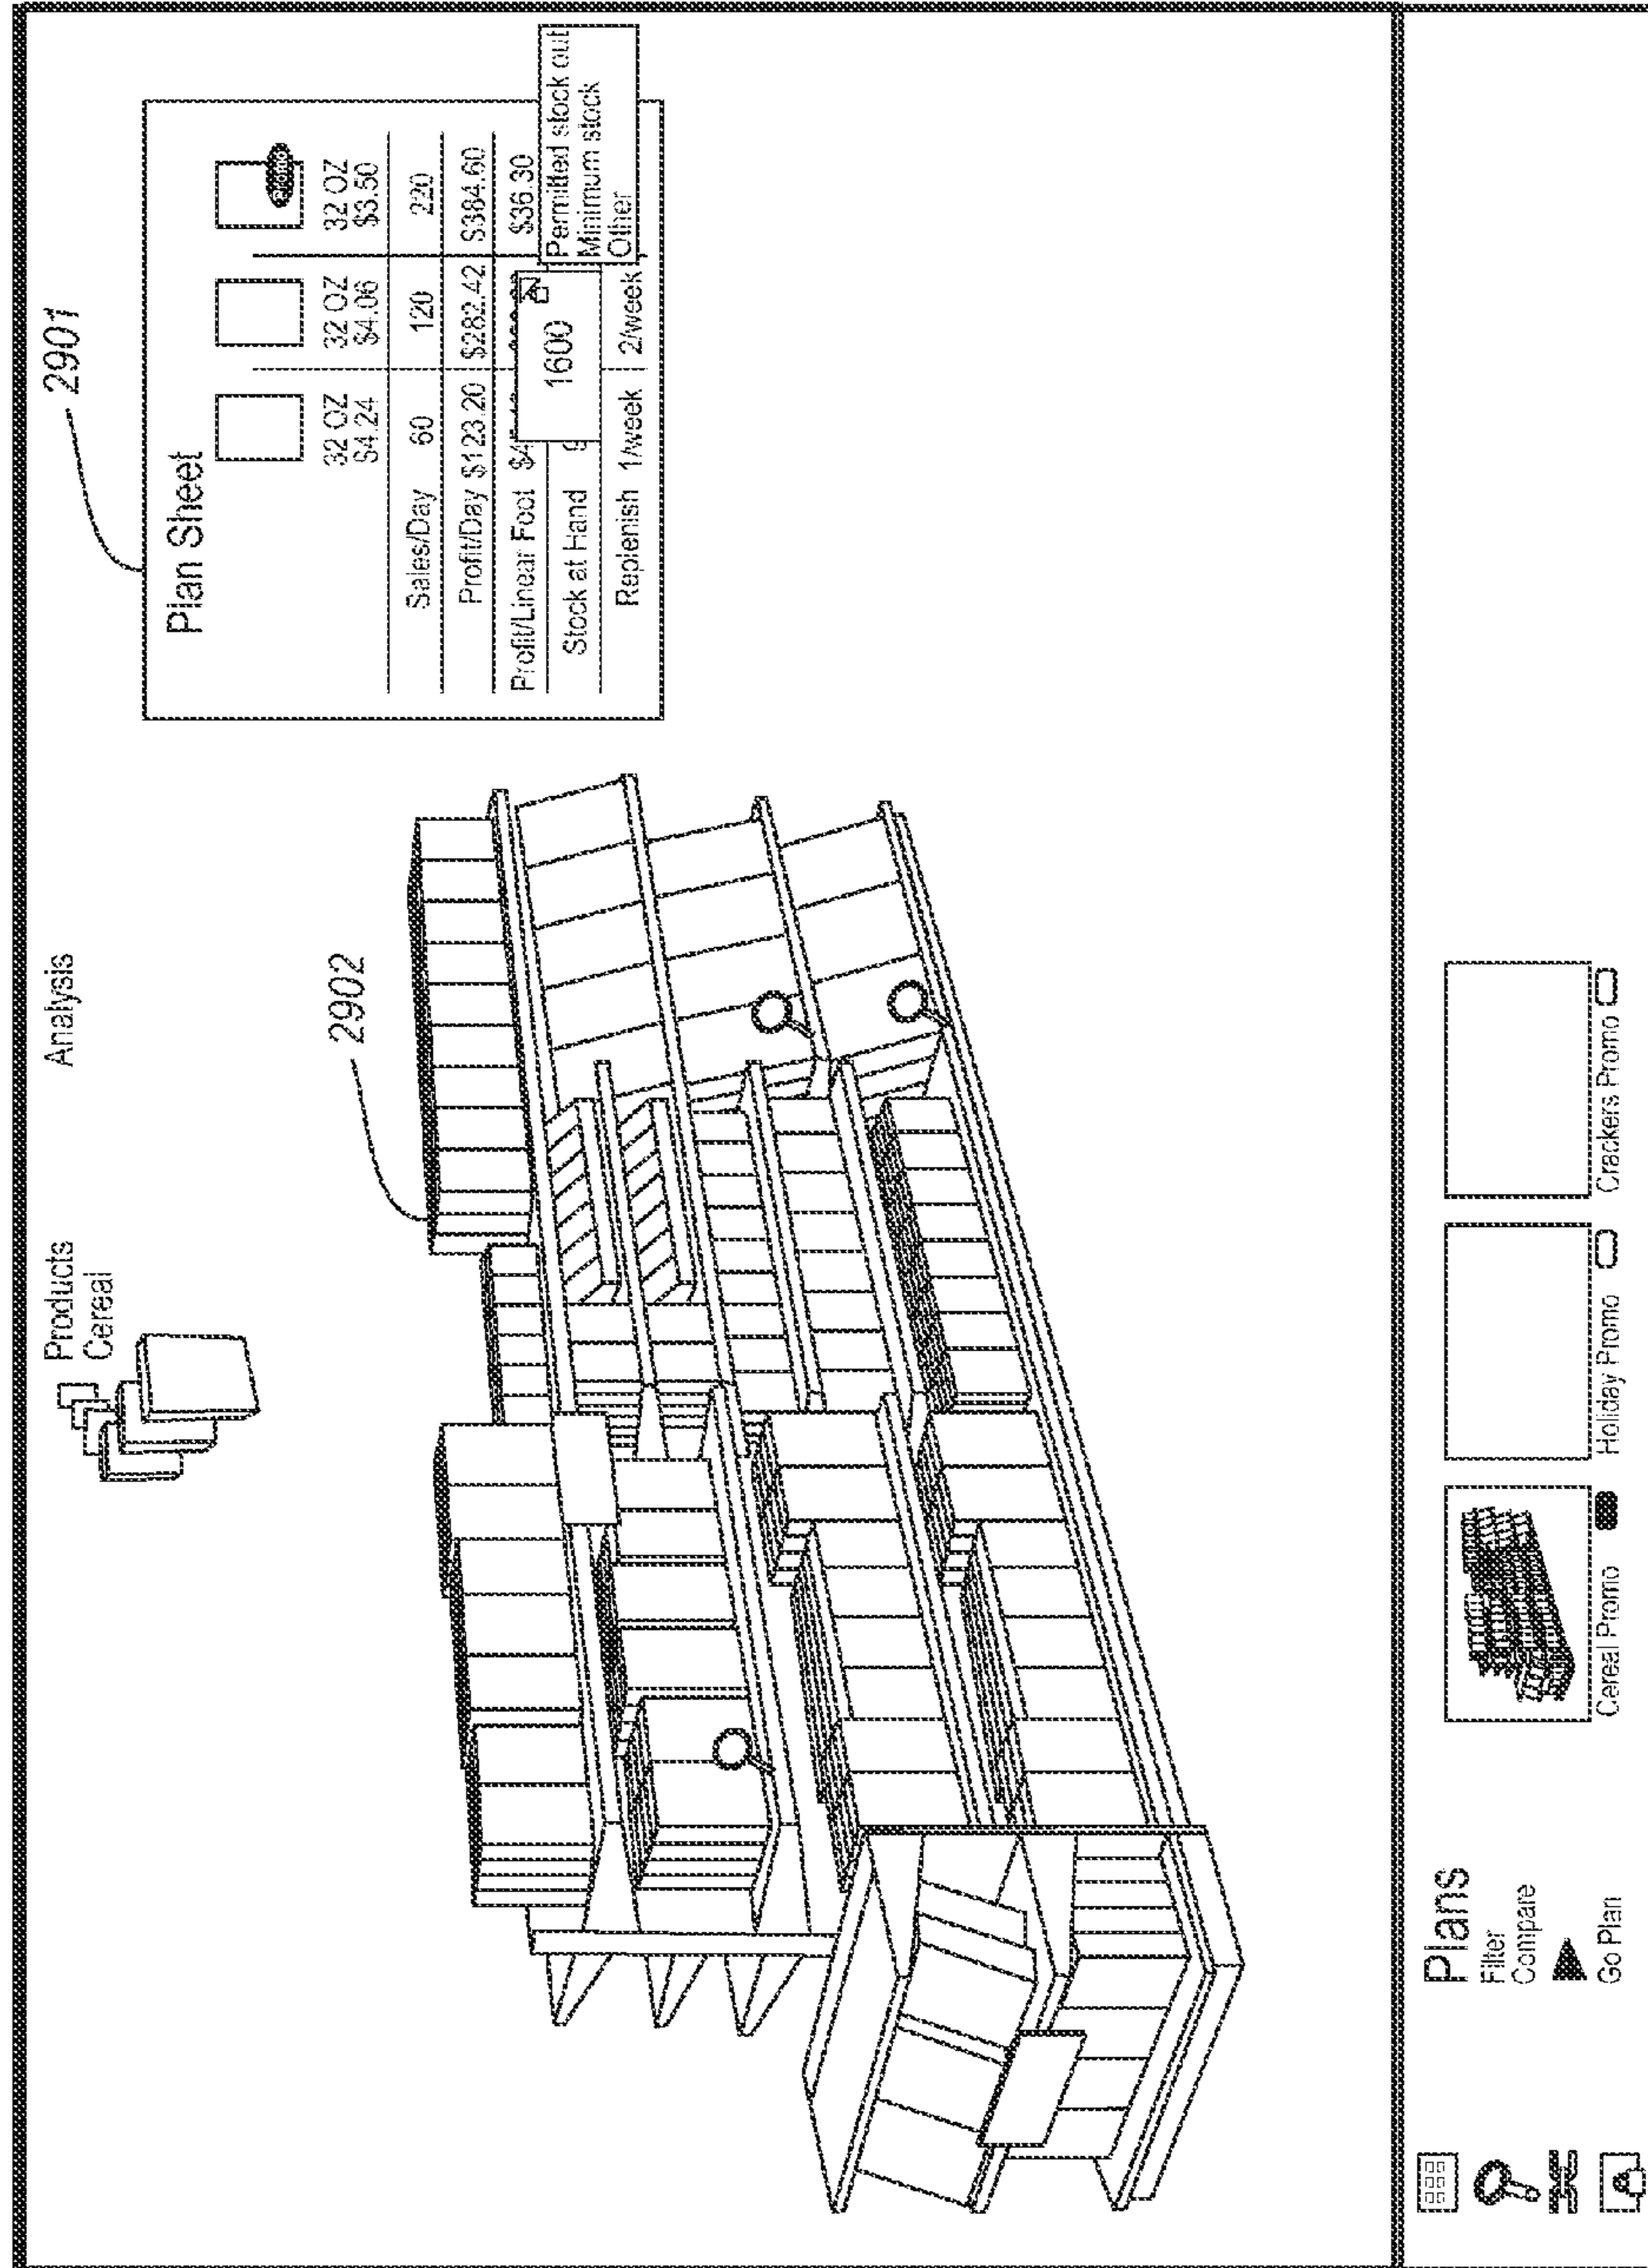 Products
Cereal
Analysis
2901
2902
Plan Sheet
32 OZ 32 OZ 32 OZ
$4.24 $4.06 $3.50
Sales/Day 60 120 220
Profit/Day $123.20 $282.42 $384.60
Profit/Linear Foot $4 $36.30
Stock at Hand 1600
Permitted stock out
Minimum stock
Other
Replenish 1/week 2/week
Plans
Filter
Compare
Go Plan
Cereal Promo
Holiday Promo
Crackers Promo